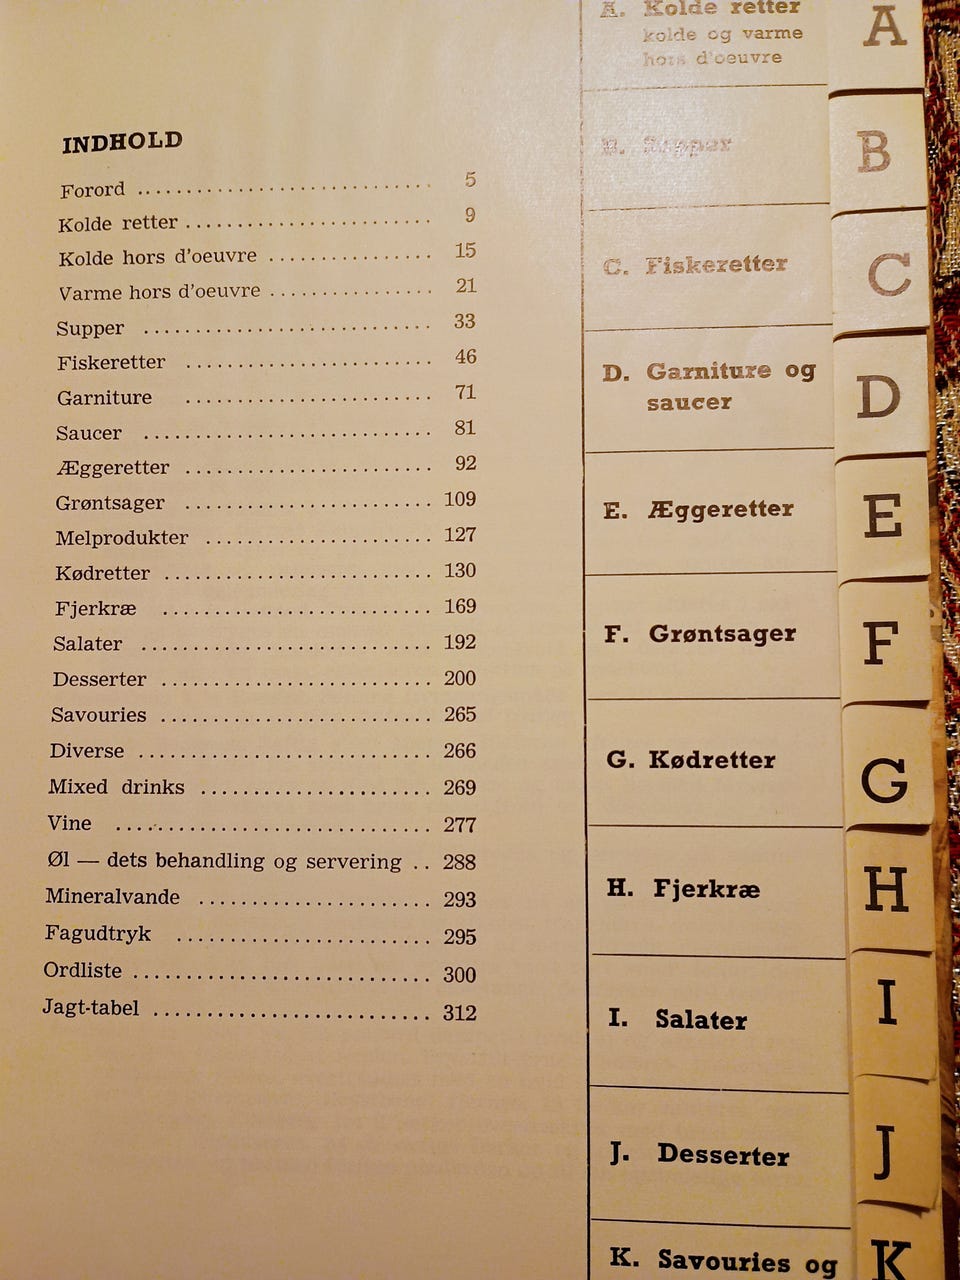 INDHOLD
Forord 5
Kolde retter 9
Kolde hors d'oeuvre 15
Varme hors d'oeuvre 21
Supper 33
Fiskeretter 46
Garniture 71
Saucer 81
Æggeretter 92
Grøntsager 109
Melprodukter 127
Kødretter 130
Fjerkræ 169
Salater 192
Desserter 200
Savouries 265
Diverse 266
Mixed drinks 269
Vine 277
Øl — dets behandling og servering 288
Mineralvande 293
Fagudtryk 295
Ordliste 300
Jagt-tabel 312
A. Kolde retter
kolde og varme
hors d'oeuvre
B. Supper
C. Fiskeretter
D. Garniture og
saucer
E. Æggeretter
F. Grøntsager
G. Kødretter
H. Fjerkræ
I. Salater
J. Desserter
K. Savouries og
A
B
C
D
E
F
G
H
I
J
K